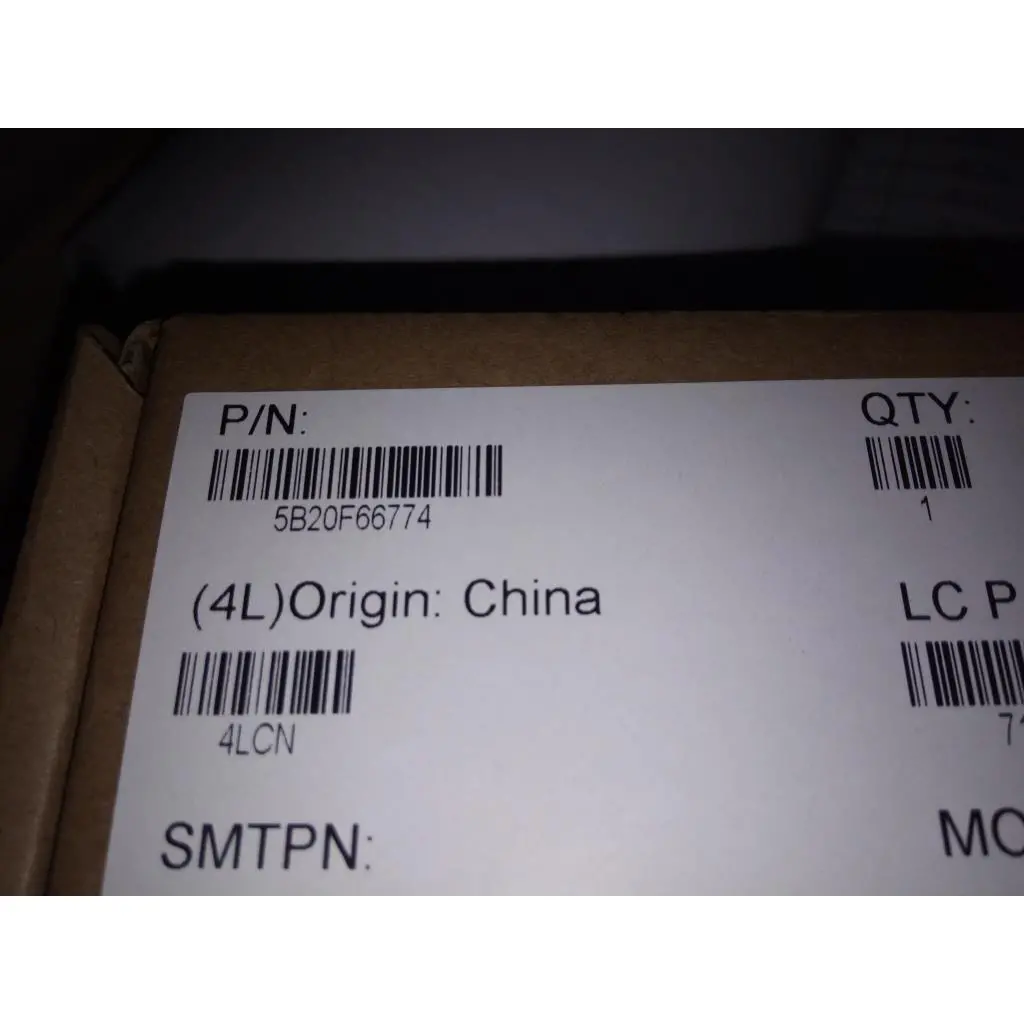 P/N:
QTY:
5B20F66774
1
(4L)Origin: China
LC P
4LCN
SMTPN: